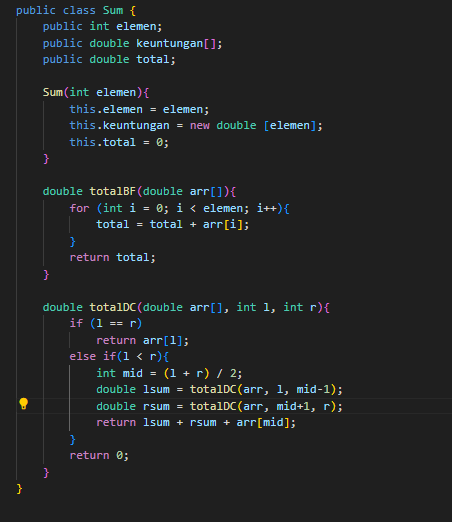 public class Sum {
    public int elemen;
    public double keuntungan[];
    public double total;

    Sum(int elemen){
        this.elemen = elemen;
        this.keuntungan = new double [elemen];
        this.total = 0;
    }

    double totalBF(double arr[]){
        for (int i = 0; i < elemen; i++){
            total = total + arr[i];
        }
        return total;
    }

    double totalDC(double arr[], int l, int r){
        if (l == r)
            return arr[l];
        else if(l < r){
            int mid = (l + r) / 2;
            double lsum = totalDC(arr, l, mid-1);
            double rsum = totalDC(arr, mid+1, r);
            return lsum + rsum + arr[mid];
        }
        return 0;
    }
}